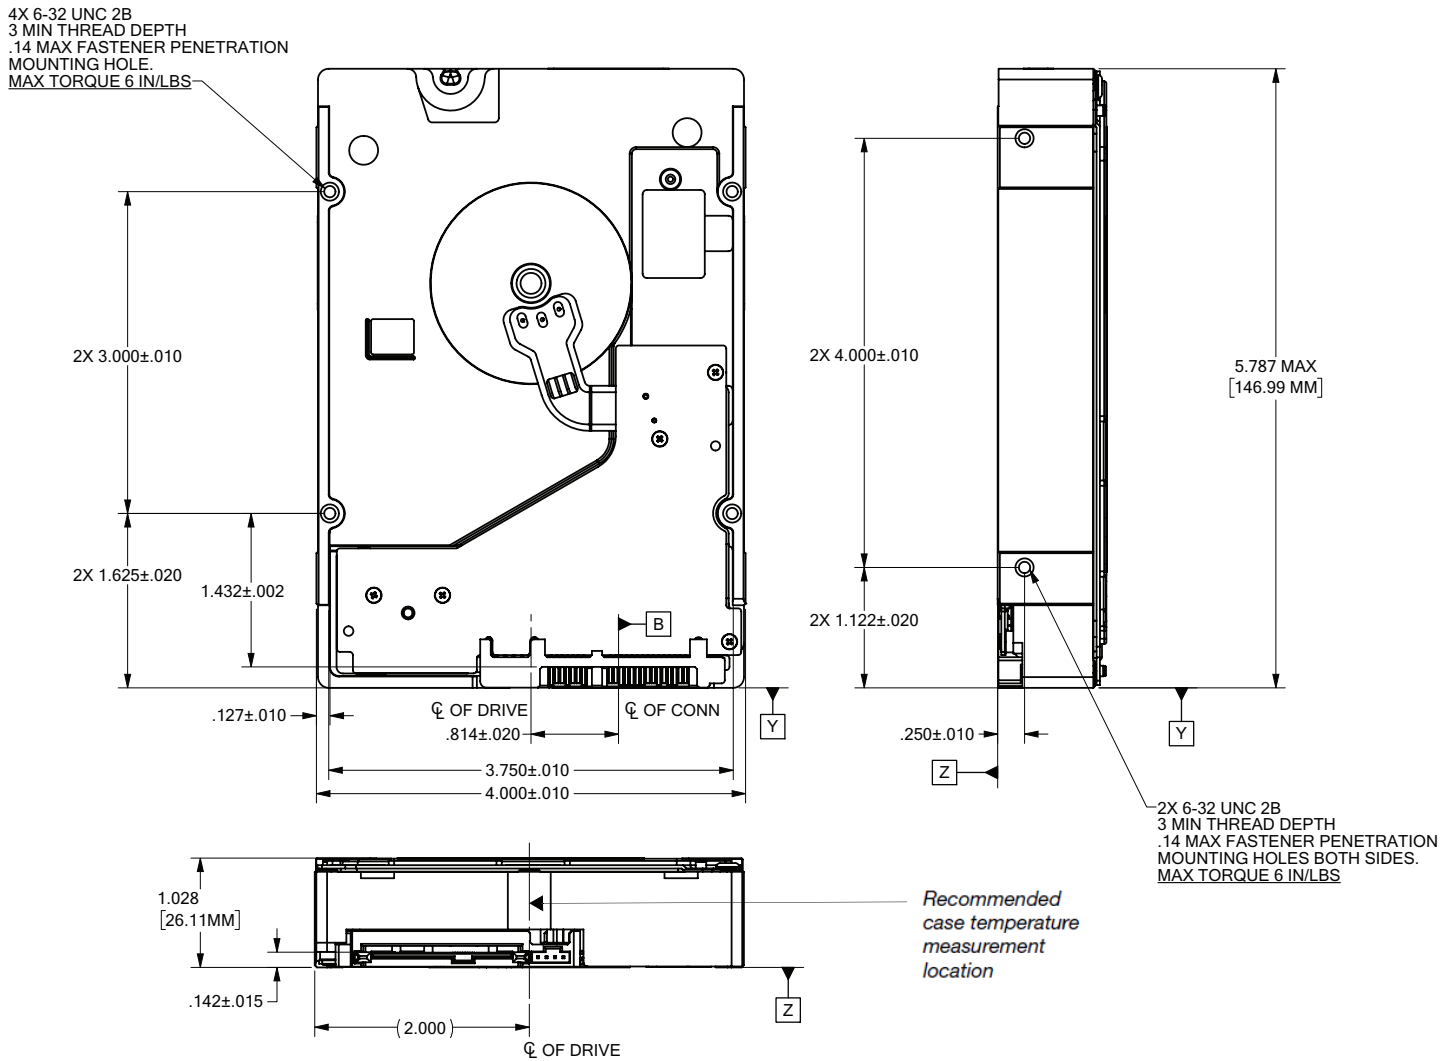 4X 6-32 UNC 2B
3 MIN THREAD DEPTH
.14 MAX FASTENER PENETRATION
MOUNTING HOLE.
MAX TORQUE 6 IN/LBS
2X 3.000±.010
2X 1.625±.020
1.432±.002
B
.127±.010
℄ OF DRIVE
℄ OF CONN
.814±.020
Y
3.750±.010
4.000±.010
2X 4.000±.010
5.787 MAX
[146.99 MM]
2X 1.122±.020
.250±.010
Y
Z
2X 6-32 UNC 2B
3 MIN THREAD DEPTH
.14 MAX FASTENER PENETRATION
MOUNTING HOLES BOTH SIDES.
MAX TORQUE 6 IN/LBS
1.028
[26.11MM]
.142±.015
(2.000)
℄ OF DRIVE
Z
Recommended
case temperature
measurement
location